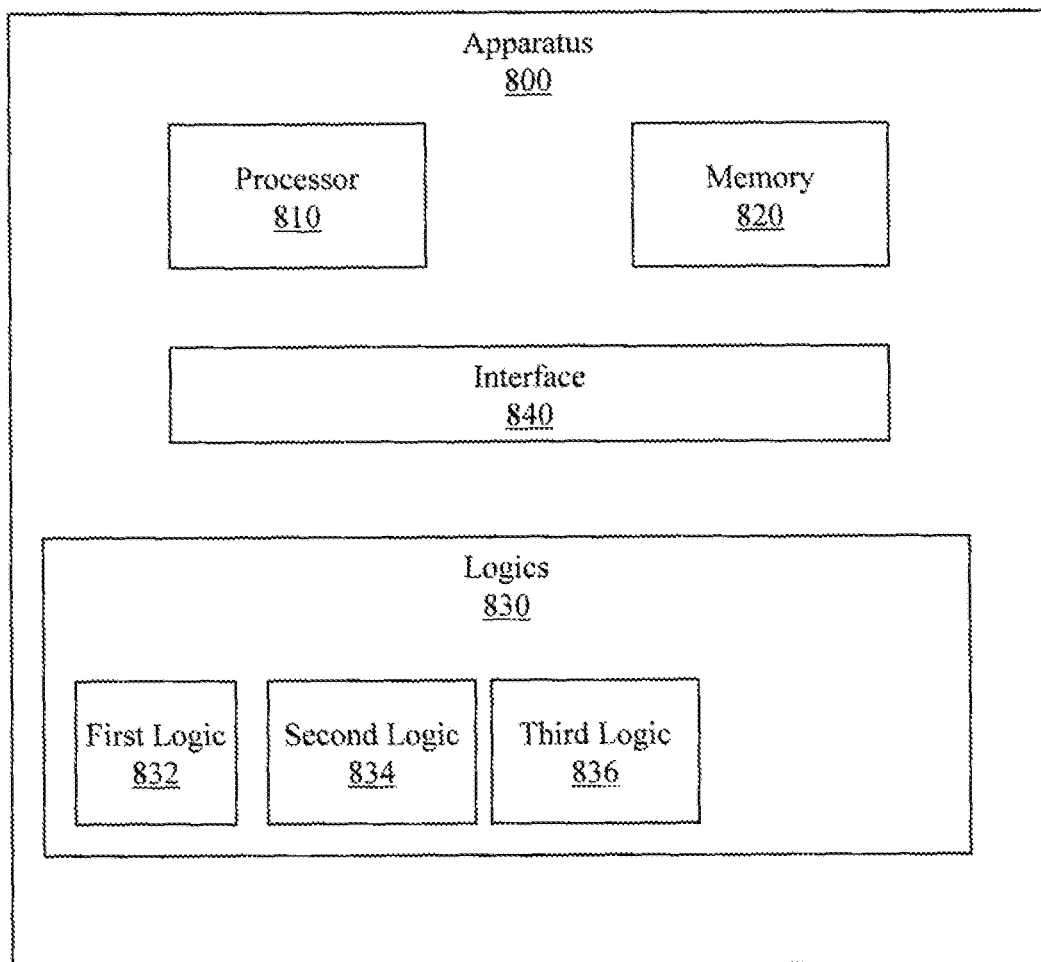 Apparatus
800
Processor
810
Memory
820
Interface
840
Logics
830
First Logic
832
Second Logic
834
Third Logic
836